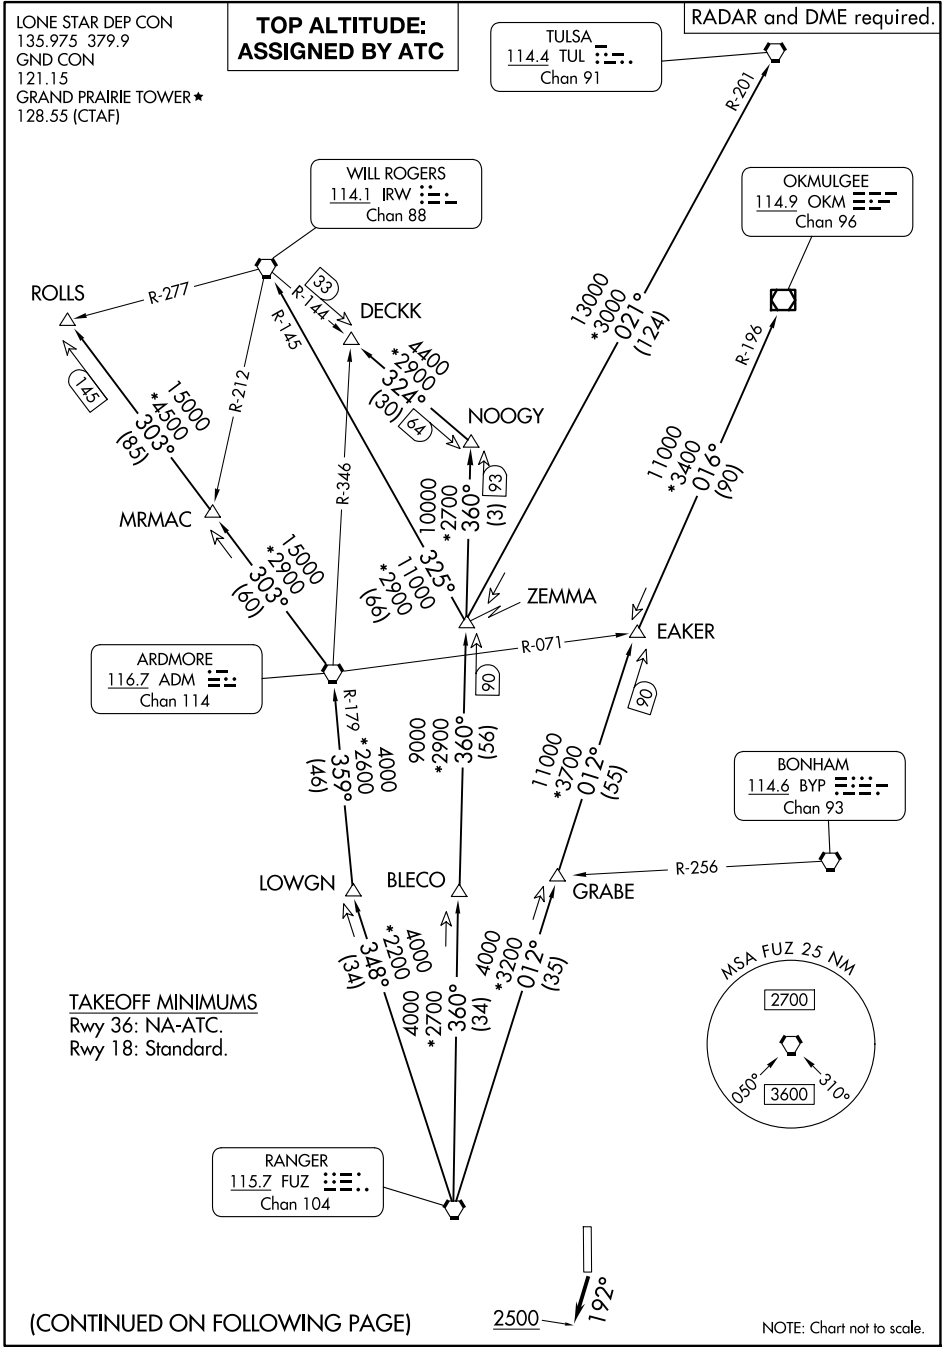 LONE STAR DEP CON
135.975 379.9
GND CON
121.15
GRAND PRAIRIE TOWER★
128.55 (CTAF)
TOP ALTITUDE:
ASSIGNED BY ATC
RADAR and DME required.
TULSA
114.4 TUL
Chan 91
R-201
WILL ROGERS
114.1 IRW
Chan 88
OKMULGEE
114.9 OKM
Chan 96
ROLLS
R-277
33
R-144
DECKK
R-145
13000
*3000
021°
(124)
R-196
145
R-212
4400
*2900
324°
(30)
64
NOOGY
15000
*4500
303°
(85)
R-346
93
11000
*3400
016°
(90)
MRMAC
10000
*2700
360°
(3)
15000
*2900
303°
(60)
325°
11000
*2900
(66)
ZEMMA
EAKER
R-071
ARDMORE
116.7 ADM
Chan 114
90
90
R-179
4000
*2600
359°
(46)
9000
*2900
360°
(56)
11000
*3700
012°
(55)
BONHAM
114.6 BYP
Chan 93
R-256
LOWGN
BLECO
GRABE
4000
*2200
348°
(34)
4000
*2700
360°
(34)
4000
*3200
012°
(35)
MSA FUZ 25 NM
2700
050°
310°
3600
TAKEOFF MINIMUMS
Rwy 36: NA-ATC.
Rwy 18: Standard.
RANGER
115.7 FUZ
Chan 104
192°
2500
(CONTINUED ON FOLLOWING PAGE)
NOTE: Chart not to scale.